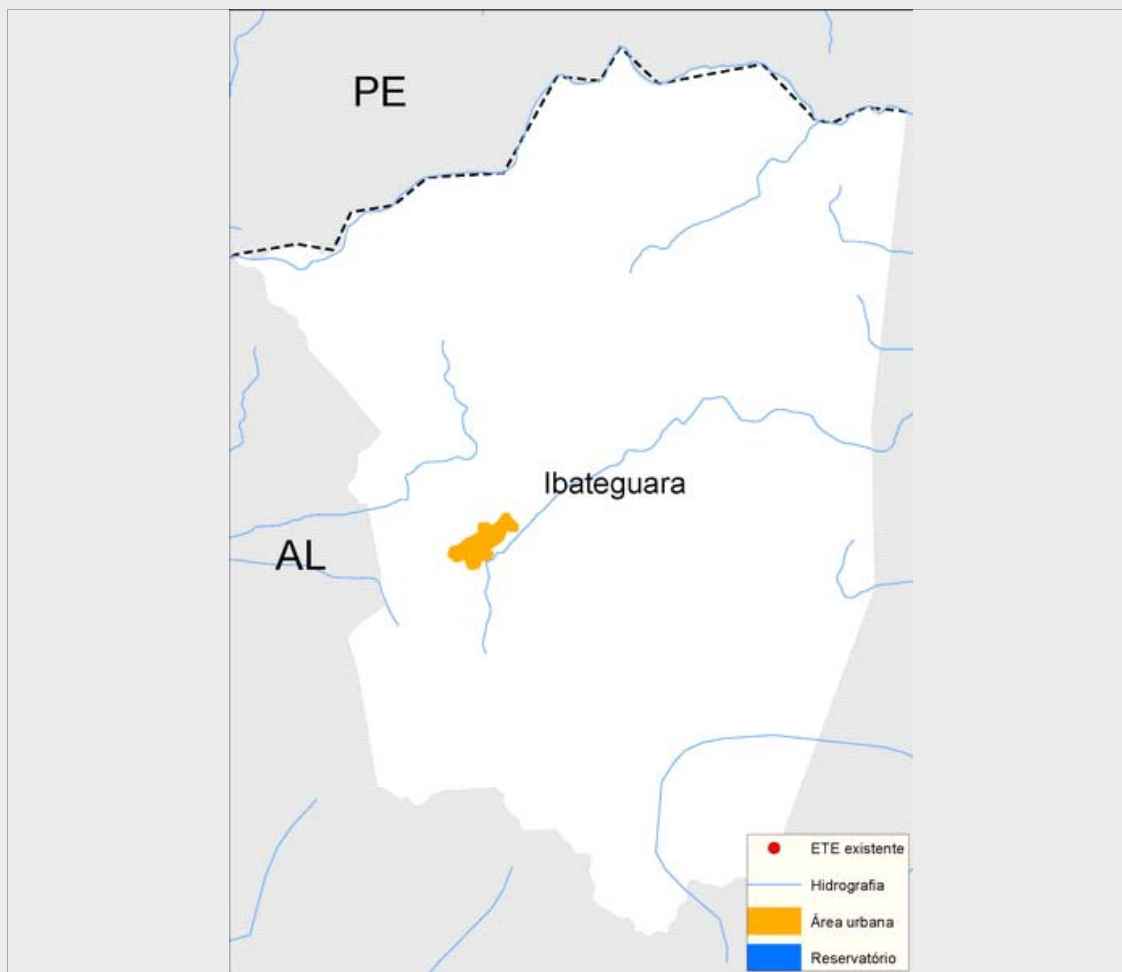 PE
Ibateguara
AL
ETE existente
Hidrografia
Área urbana
Reservatório